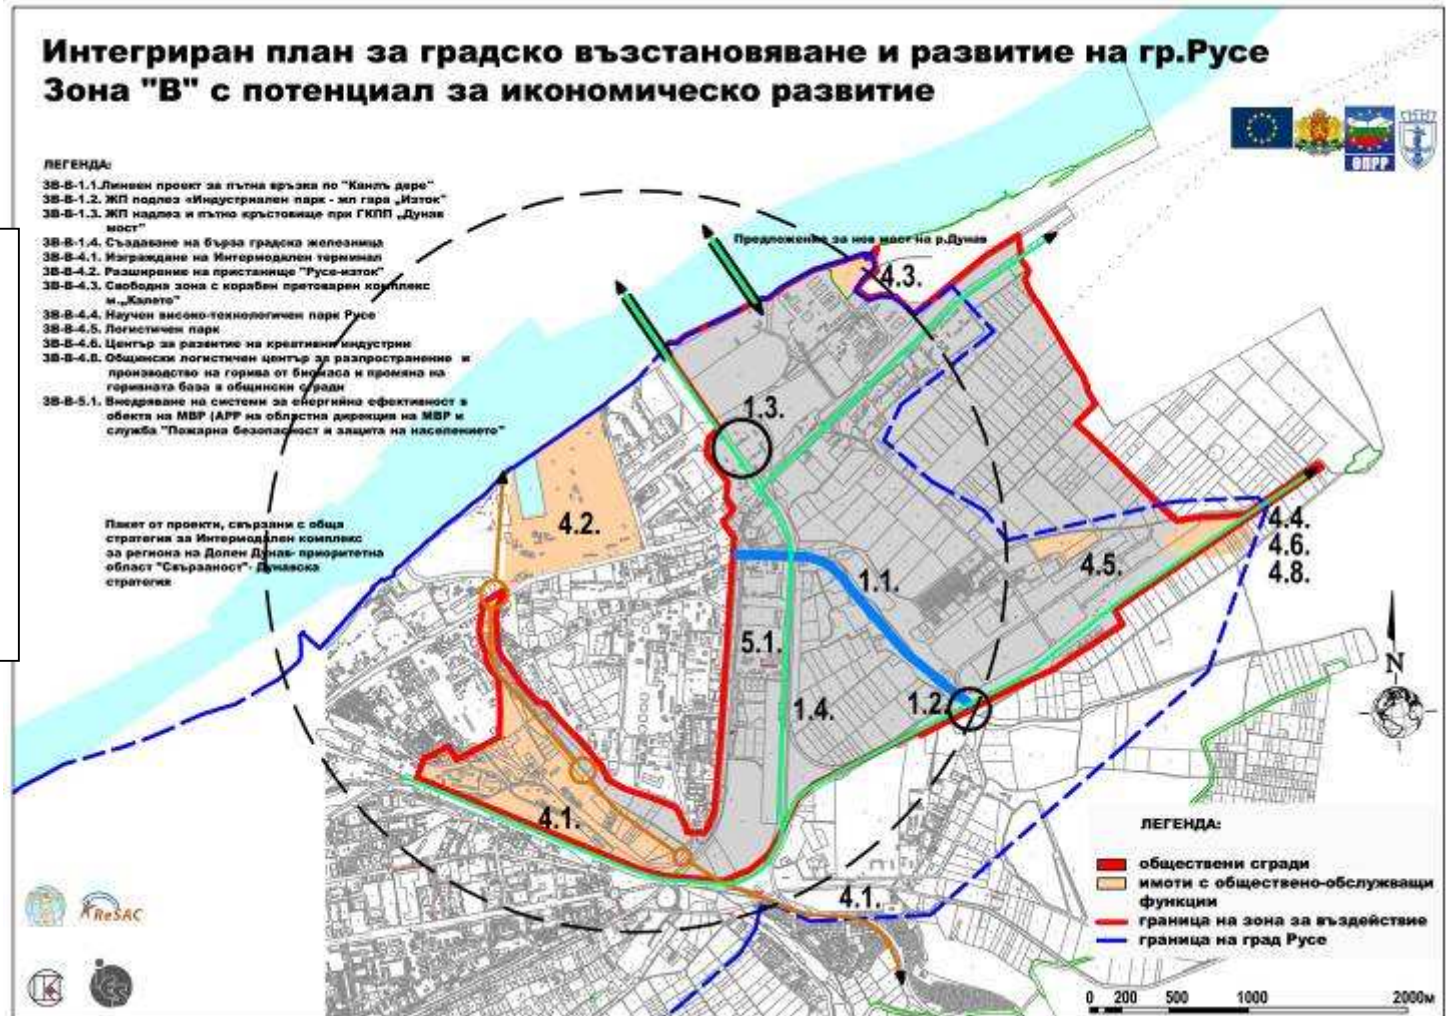 Интегриран план за градско възстановяване и развитие на гр.Русе
Зона "В" с потенциал за икономическо развитие
ЛЕГЕНДА:
ЗВ-В-1.1.Линеен проект за пътна връзка по "Канлъ дере"
ЗВ-В-1.2. ЖП подлез «Индустриален парк - жп гара „Изток"
ЗВ-В-1.3. ЖП надлез и пътно кръстовище при ГКПП „Дунав
мост"
ЗВ-В-1.4. Създаване на бърза градска железница
ЗВ-В-4.1. Изграждане на Интермодален терминал
ЗВ-В-4.2. Разширение на пристанище "Русе-изток"
ЗВ-В-4.3. Свободна зона с корабен претоварен комплекс
м.„Калето"
ЗВ-В-4.4. Научен високо-технологичен парк Русе
ЗВ-В-4.5. Логистичен парк
ЗВ-В-4.6. Център за развитие на креативни индустрии
ЗВ-В-4.8. Общински логистичен център за разпространение и
производство на горива от биомаса и промяна на
горивната база в общински сгради
ЗВ-В-5.1. Внедряване на системи за енергийна ефективност в
обекта на МВР (АРР на областна дирекция на МВР и
служба "Пожарна безопасност и защита на населението"
Пакет от проекти, свързани с обща
стратегия за Интермодален комплекс
за региона на Долен Дунав- приоритетна
област "Свързаност"- Дунавска
стратегия
ОПРР
Предложение за нов мост на р.Дунав
4.3.
1.3.
4.2.
4.4.
4.6.
4.8.
4.5.
1.1.
5.1.
1.2.
1.4.
4.1.
4.1.
N
ЛЕГЕНДА:
обществени сгради
имоти с обществено-обслужващи
функции
граница на зона за въздействие
граница на град Русе
0 200 500 1000 2000м
ReSAC